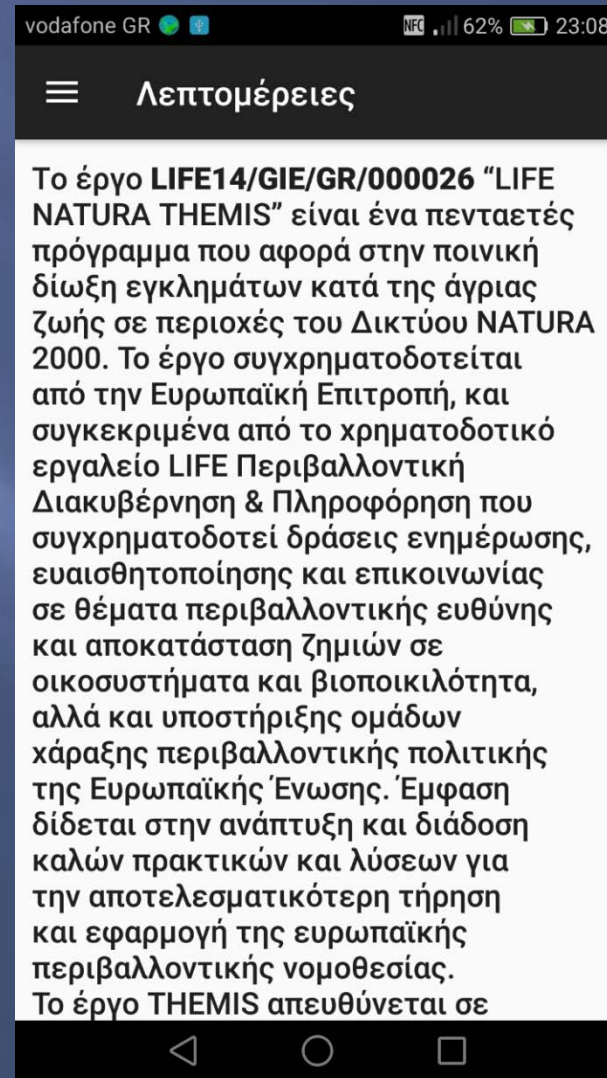 vodafone GR NFC 62% 23:08
Λεπτομέρειες
Το έργο LIFE14/GIE/GR/000026 “LIFE
NATURA THEMIS” είναι ένα πενταετές
πρόγραμμα που αφορά στην ποινική
δίωξη εγκλημάτων κατά της άγριας
ζωής σε περιοχές του Δικτύου NATURA
2000. Το έργο συγχρηματοδοτείται
από την Ευρωπαϊκή Επιτροπή, και
συγκεκριμένα από το χρηματοδοτικό
εργαλείο LIFE Περιβαλλοντική
Διακυβέρνηση & Πληροφόρηση που
συγχρηματοδοτεί δράσεις ενημέρωσης,
ευαισθητοποίησης και επικοινωνίας
σε θέματα περιβαλλοντικής ευθύνης
και αποκατάσταση ζημιών σε
οικοσυστήματα και βιοποικιλότητα,
αλλά και υποστήριξης ομάδων
χάραξης περιβαλλοντικής πολιτικής
της Ευρωπαϊκής Ένωσης. Έμφαση
δίδεται στην ανάπτυξη και διάδοση
καλών πρακτικών και λύσεων για
την αποτελεσματικότερη τήρηση
και εφαρμογή της ευρωπαϊκής
περιβαλλοντικής νομοθεσίας.
Το έργο THEMIS απευθύνεται σε